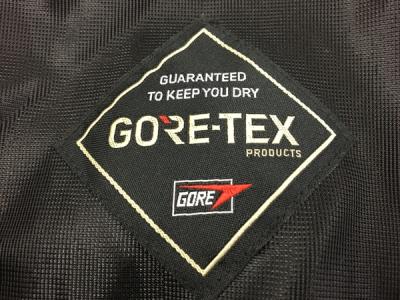 GUARANTEED
TO KEEP YOU DRY
GORE-TEX
PRODUCTS
GORE